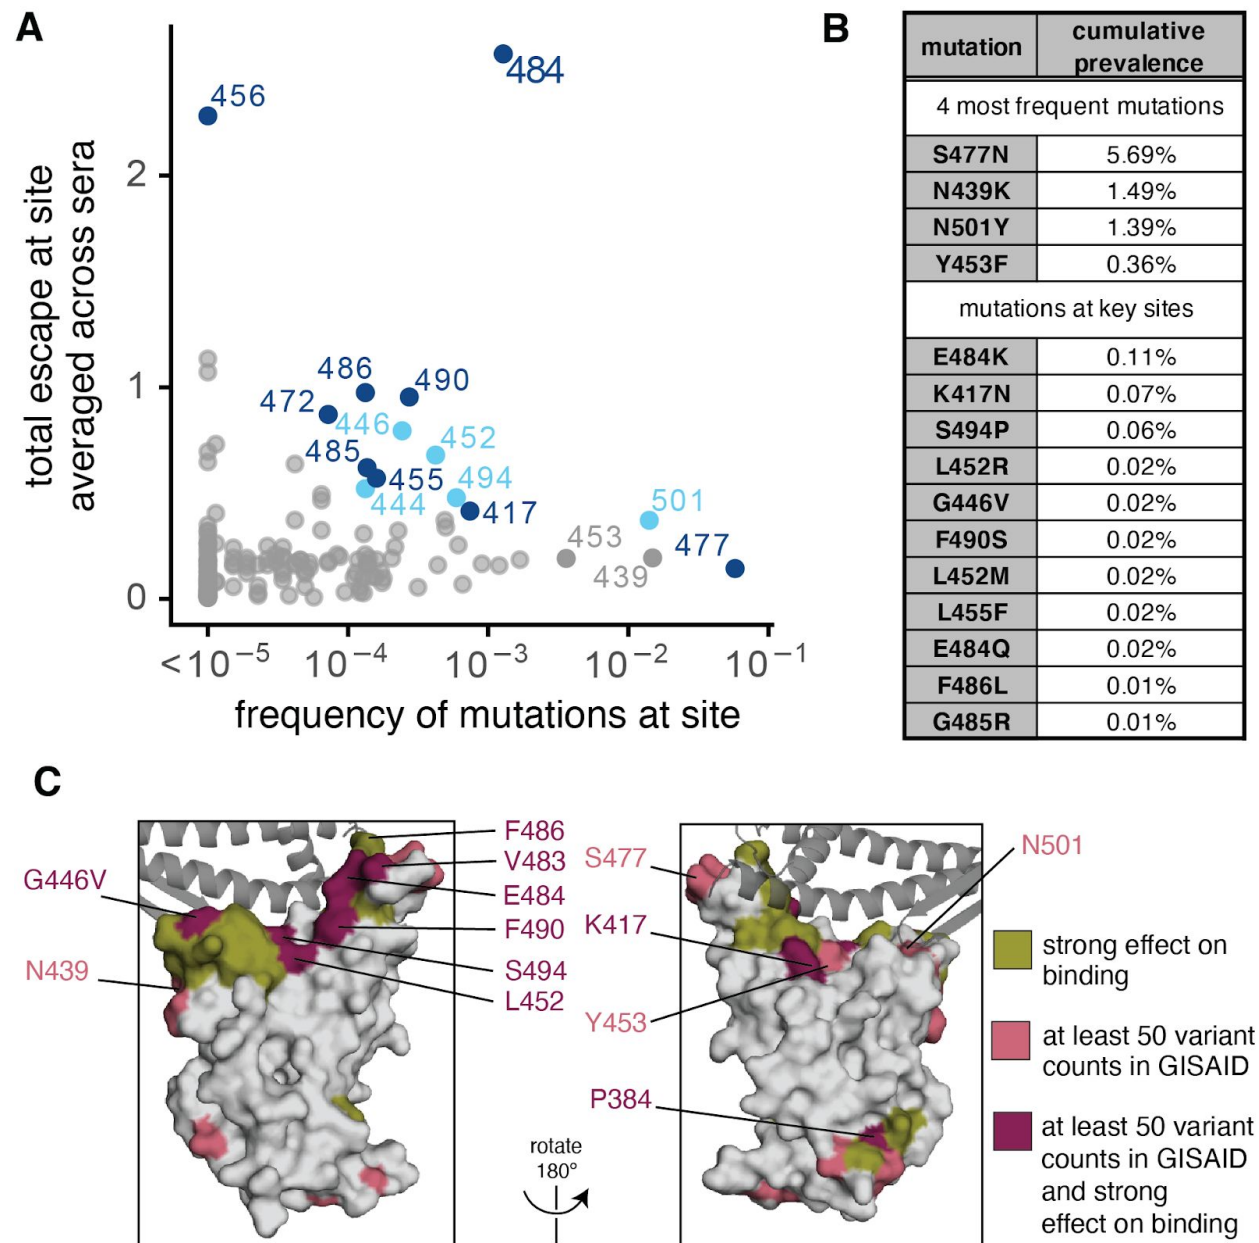 A
total escape at site
averaged across sera
2
1
0
456
484
486
490
472
446
452
485
455
494
444
417
501
453
477
439
<10⁻⁵
10⁻⁴
10⁻³
10⁻²
10⁻¹
frequency of mutations at site
B
mutation cumulative prevalence
4 most frequent mutations
S477N 5.69%
N439K 1.49%
N501Y 1.39%
Y453F 0.36%
mutations at key sites
E484K 0.11%
K417N 0.07%
S494P 0.06%
L452R 0.02%
G446V 0.02%
F490S 0.02%
L452M 0.02%
L455F 0.02%
E484Q 0.02%
F486L 0.01%
G485R 0.01%
C
G446V
N439
F486
V483
E484
F490
S494
L452
S477
K417
Y453
P384
N501
rotate
180°
strong effect on
binding
at least 50 variant
counts in GISAID
at least 50 variant
counts in GISAID
and strong
effect on binding